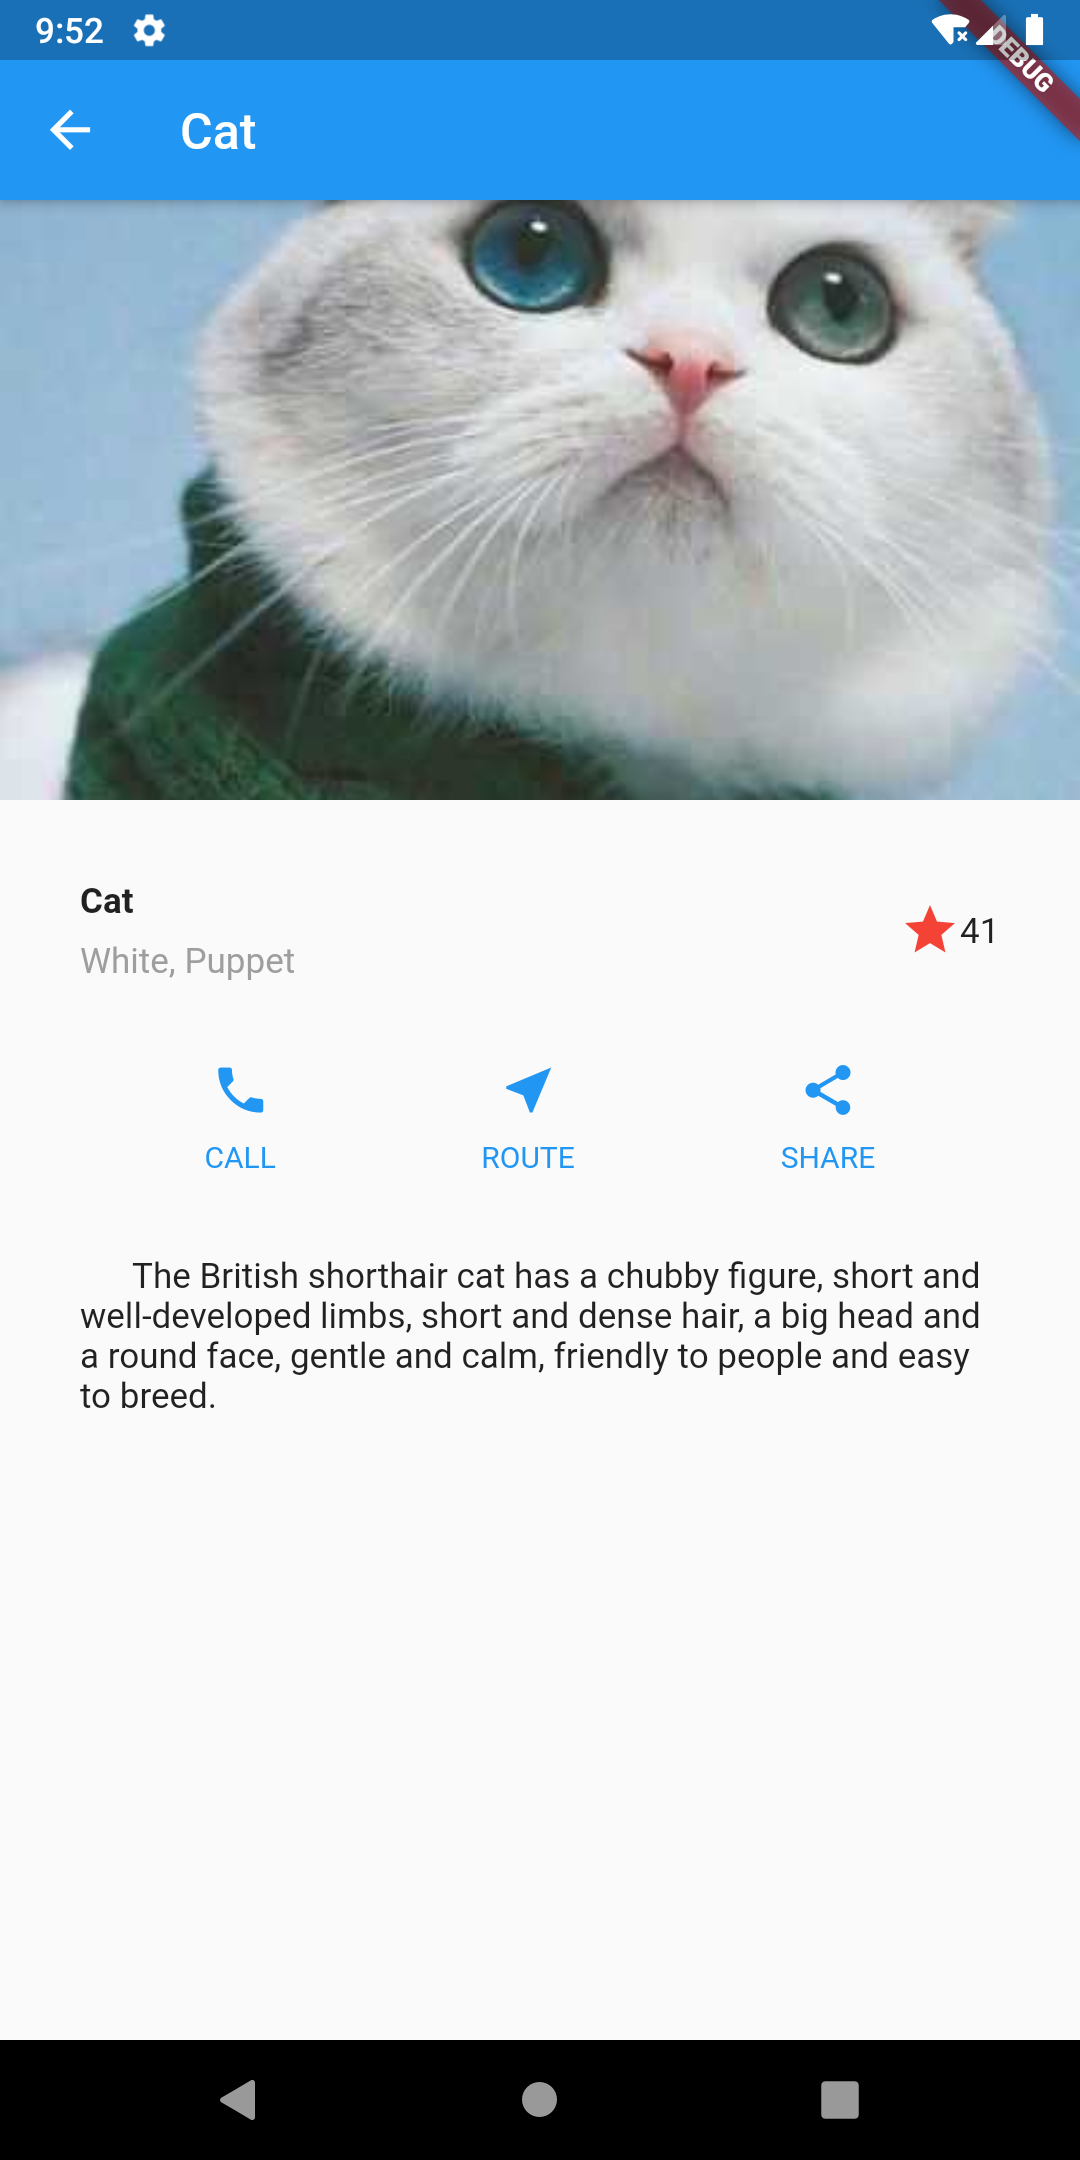 9:52
DEBUG
Cat
Cat
41
White, Puppet
CALL ROUTE SHARE
The British shorthair cat has a chubby figure, short and
well-developed limbs, short and dense hair, a big head and
a round face, gentle and calm, friendly to people and easy
to breed.